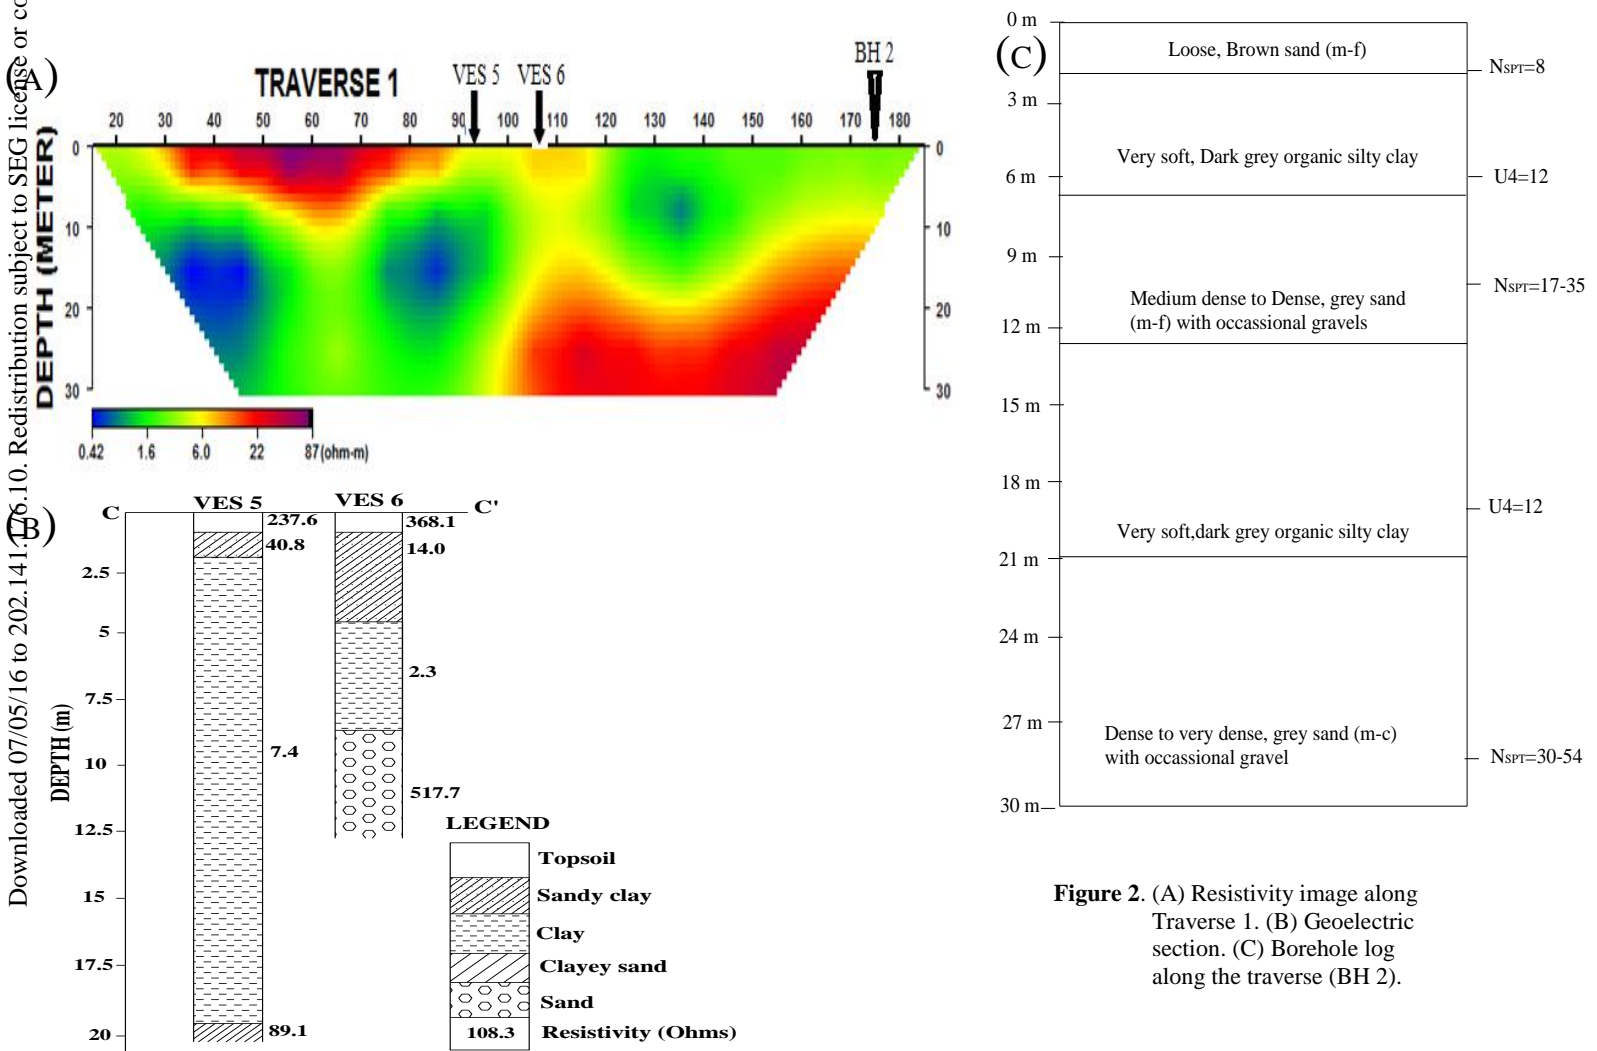 Downloaded 07/05/16 to 202.141.176.10. Redistribution subject to SEG license or co
(A)
TRAVERSE 1
VES 5
VES 6
BH 2
20 30 40 50 60 70 80 90 100 110 120 130 140 150 160 170 180
DEPTH (METER)
0
10
20
30
0
10
20
30
0.42 1.6 6.0 22 87(ohm-m)
(B)
C
VES 5
VES 6
C'
DEPTH (m)
2.5
5
7.5
10
12.5
15
17.5
20
237.6
40.8
7.4
89.1
368.1
14.0
2.3
517.7
LEGEND
Topsoil
Sandy clay
Clay
Clayey sand
Sand
108.3 Resistivity (Ohms)
(C)
0 m
3 m
6 m
9 m
12 m
15 m
18 m
21 m
24 m
27 m
30 m
Loose, Brown sand (m-f)
NSPT=8
Very soft, Dark grey organic silty clay
U4=12
Medium dense to Dense, grey sand
(m-f) with occassional gravels
NSPT=17-35
Very soft,dark grey organic silty clay
U4=12
Dense to very dense, grey sand (m-c)
with occassional gravel
NSPT=30-54
Figure 2. (A) Resistivity image along
Traverse 1. (B) Geoelectric
section. (C) Borehole log
along the traverse (BH 2).